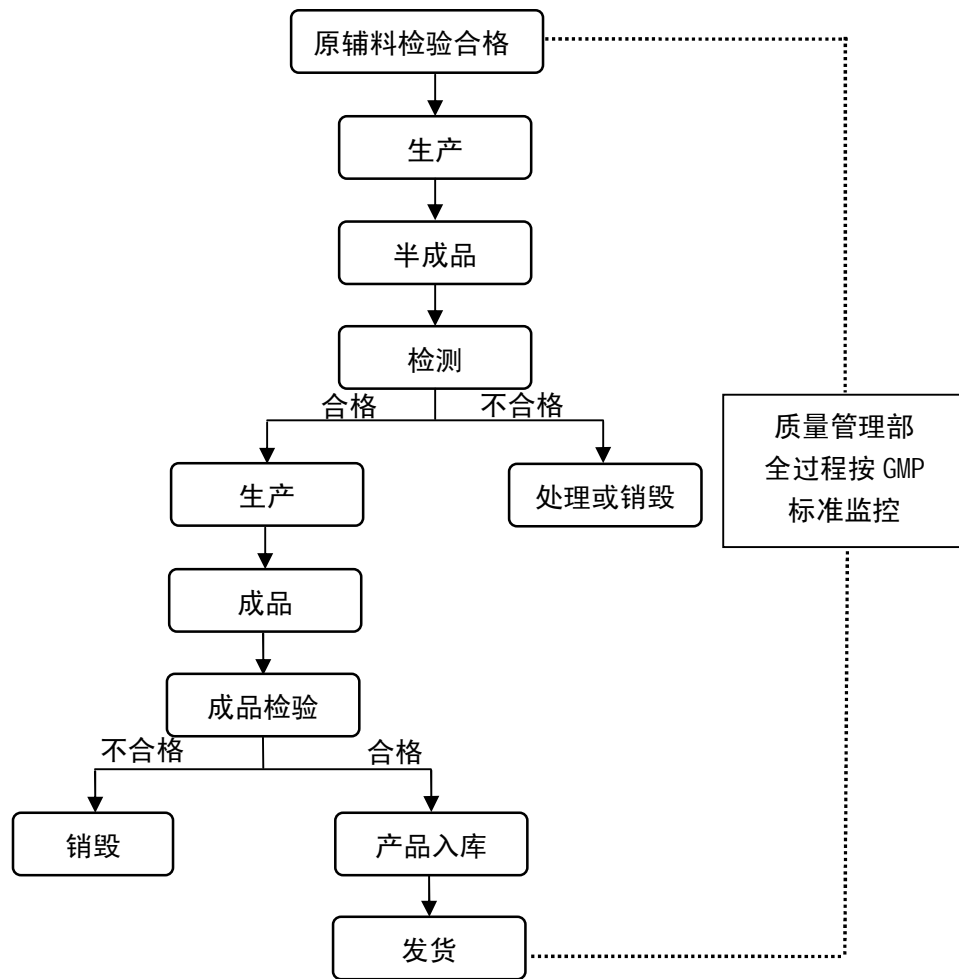 原辅料检验合格
生产
半成品
检测
合格
不合格
质量管理部
全过程按 GMP
标准监控
生产
处理或销毁
成品
成品检验
不合格
合格
销毁
产品入库
发货